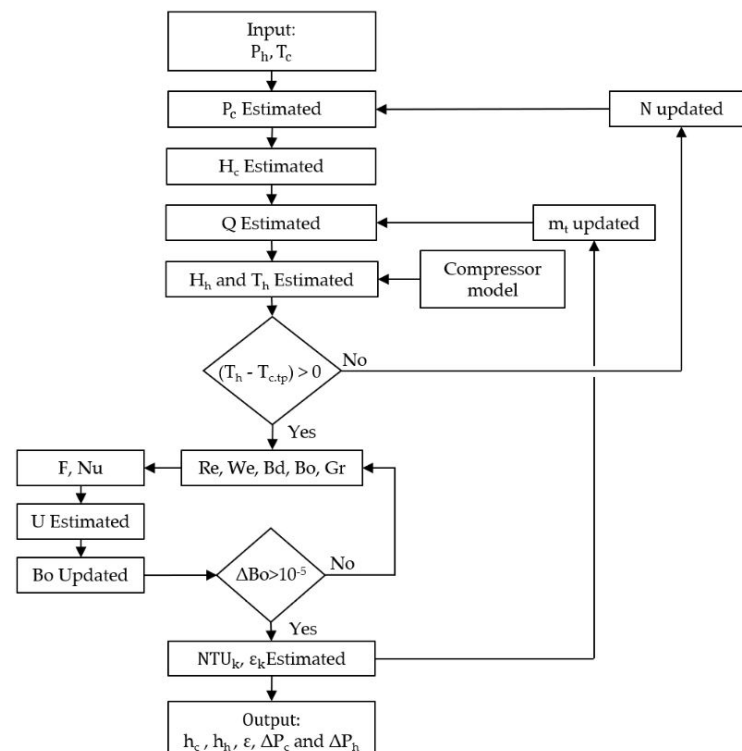 Input:
P_h, T_c
P_c Estimated
N updated
H_c Estimated
Q Estimated
m_t updated
H_h and T_h Estimated
Compressor
model
(T_h - T_c.tp) > 0
No
Yes
F, Nu
Re, We, Bd, Bo, Gr
U Estimated
Bo Updated
ΔBo>10^-5
No
Yes
NTU_k, ε_k Estimated
Output:
h_c , h_h , ε, ΔP_c and ΔP_h